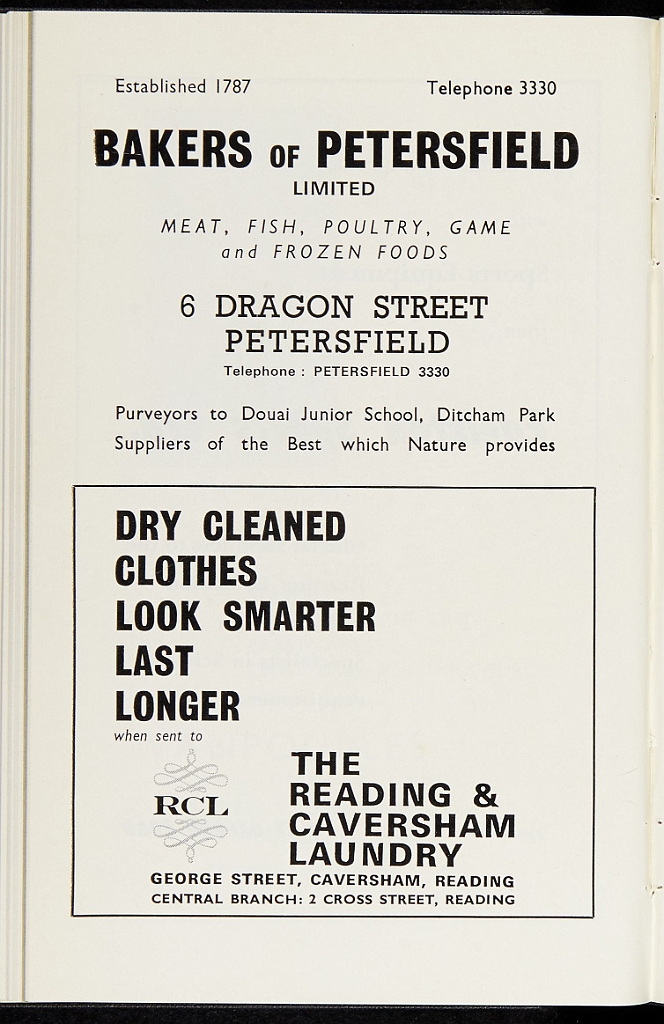 Established 1787 Telephone 3330
BAKERS OF PETERSFIELD
LIMITED
MEAT, FISH, POULTRY, GAME
and FROZEN FOODS
6 DRAGON STREET
PETERSFIELD
Telephone : PETERSFIELD 3330
Purveyors to Douai Junior School, Ditcham Park
Suppliers of the Best which Nature provides
DRY CLEANED
CLOTHES
LOOK SMARTER
LAST
LONGER
when sent to
RCL
THE
READING &
CAVERSHAM
LAUNDRY
GEORGE STREET, CAVERSHAM, READING
CENTRAL BRANCH: 2 CROSS STREET, READING